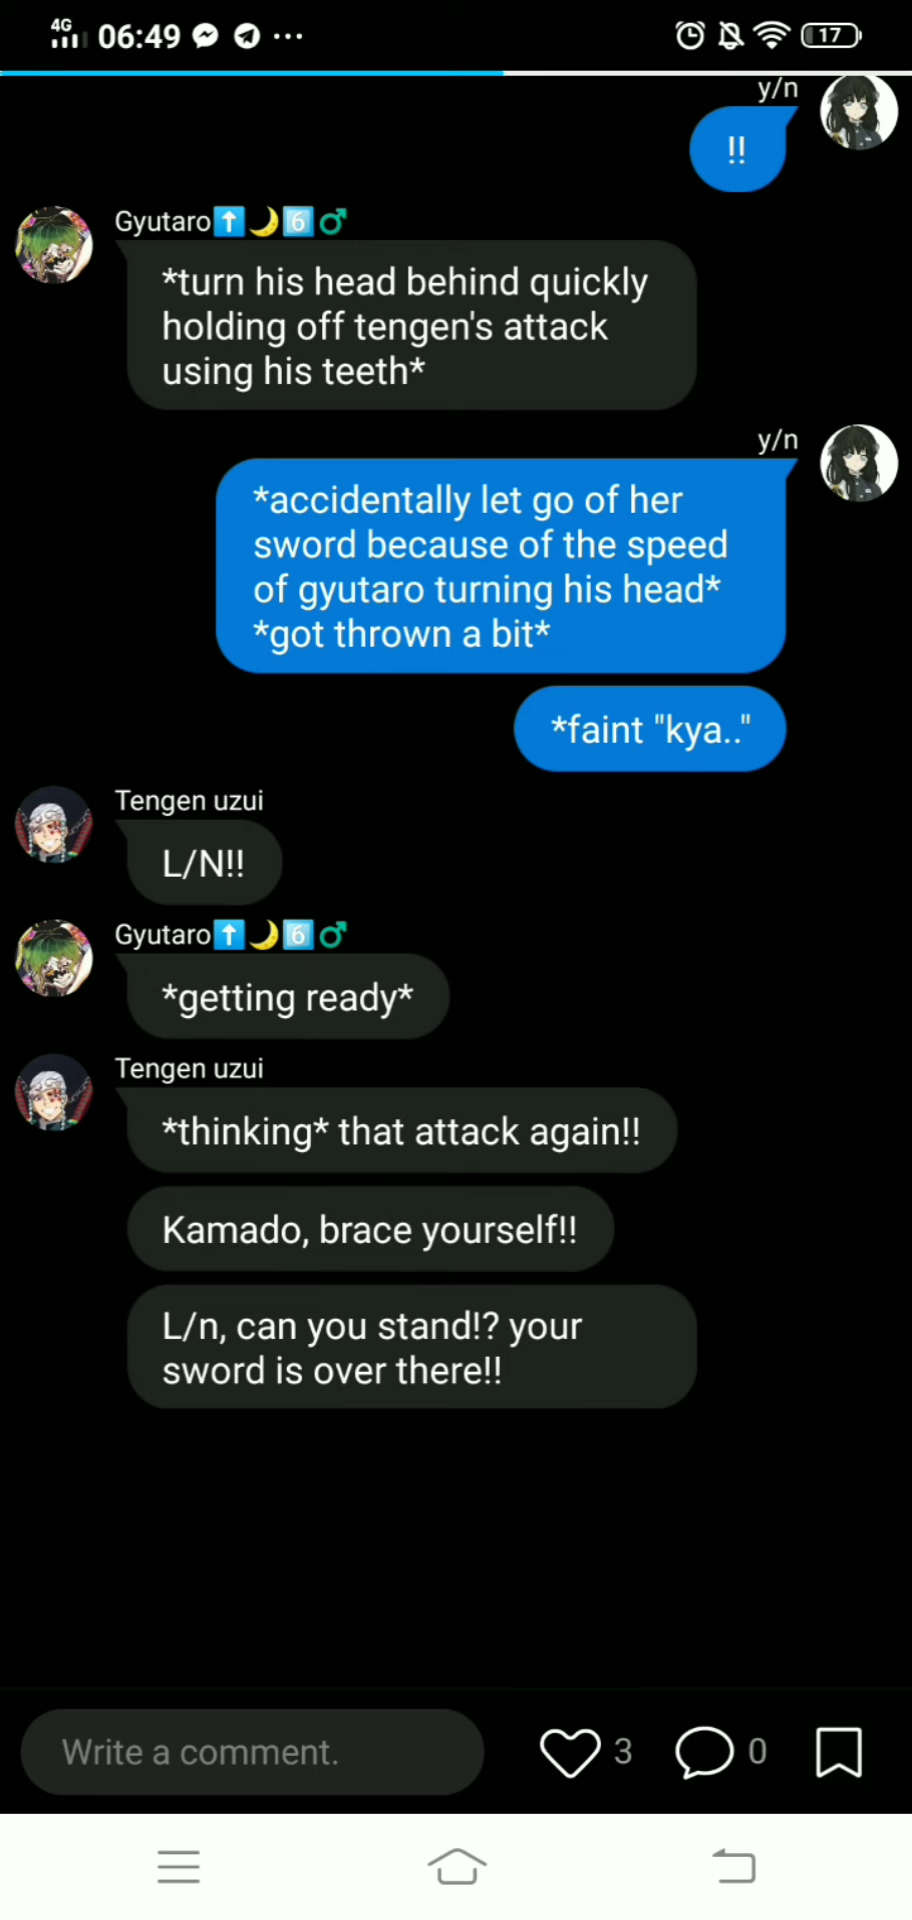 4G
06:49
17
y/n
!!
Gyutaro⬆️🌙6️⃣♂
*turn his head behind quickly
holding off tengen's attack
using his teeth*
y/n
*accidentally let go of her
sword because of the speed
of gyutaro turning his head*
*got thrown a bit*
*faint "kya.."
Tengen uzui
L/N!!
Gyutaro⬆️🌙6️⃣♂
*getting ready*
Tengen uzui
*thinking* that attack again!!
Kamado, brace yourself!!
L/n, can you stand!? your
sword is over there!!
Write a comment.
3
0